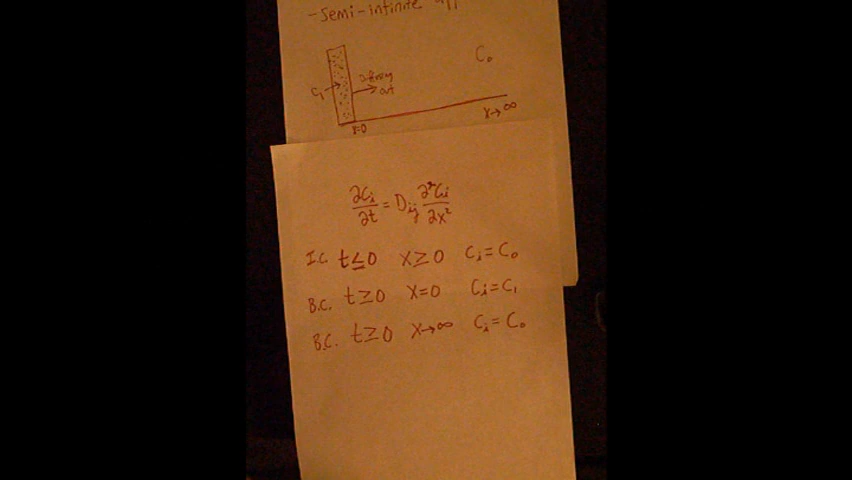 -Semi-infinite
C₀
C₁
out
x=0
x→∞
∂Cᵢ/∂t = Dᵢⱼ ∂²Cᵢ/∂x²
I.C. t≤0 x≥0 Cᵢ=C₀
B.C. t≥0 x=0 Cᵢ=C₁
B.C. t≥0 x→∞ Cᵢ=C₀